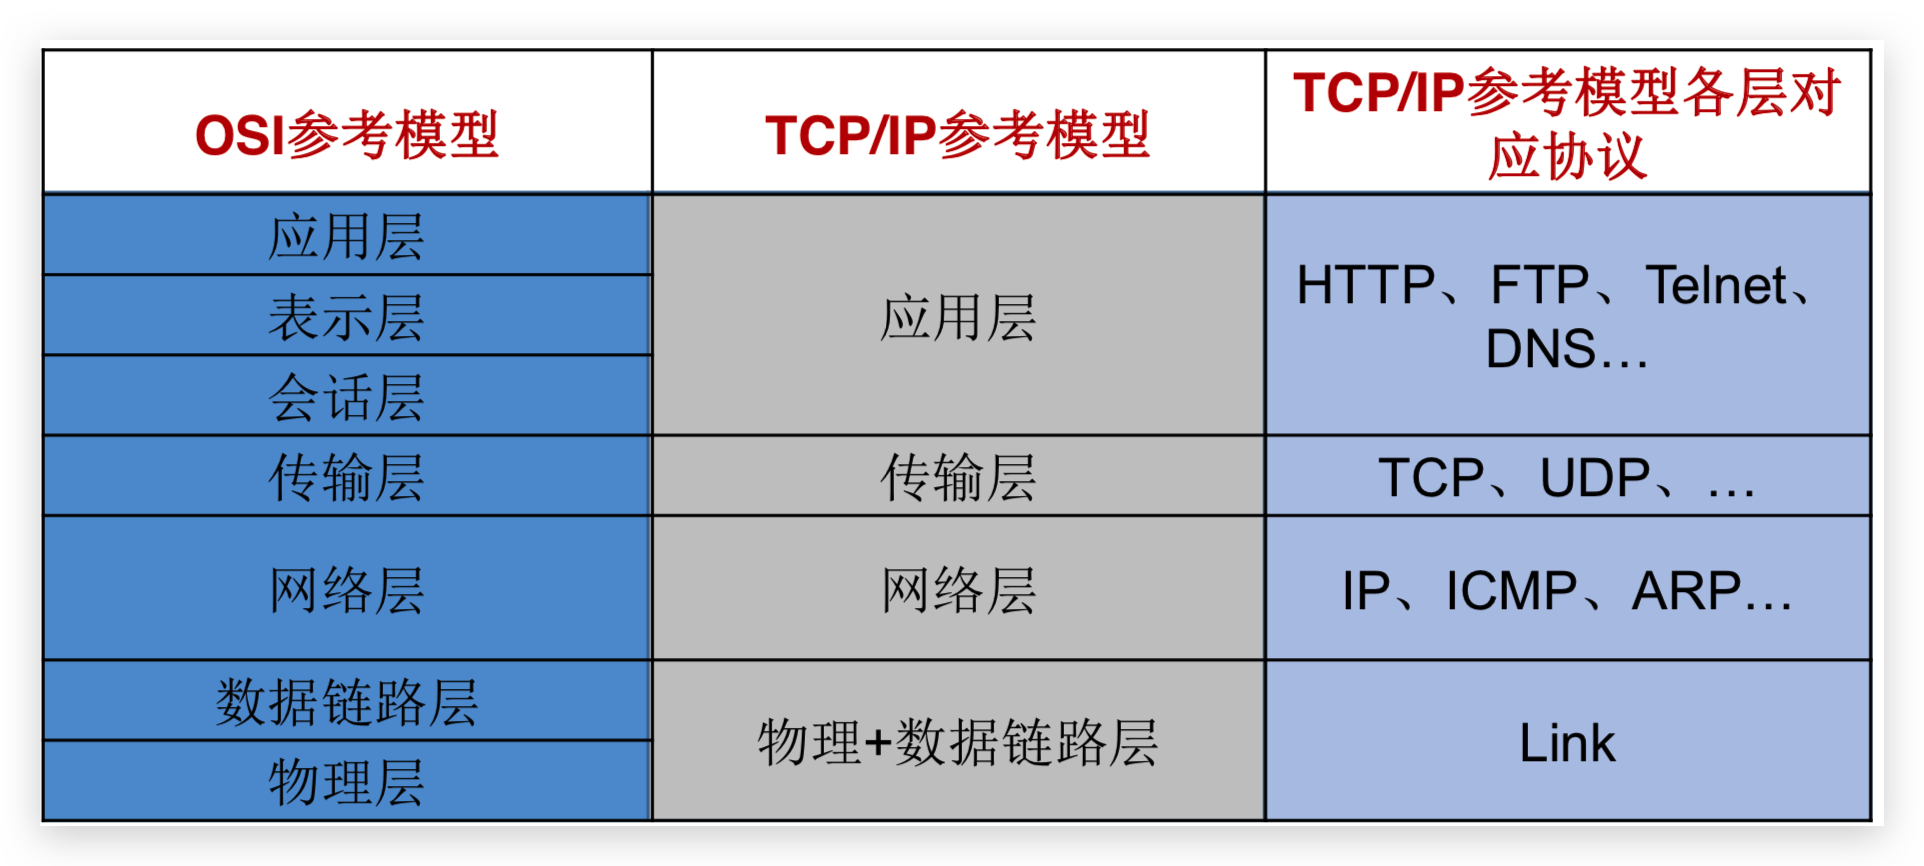 OSI参考模型
TCP/IP参考模型
TCP/IP参考模型各层对
应协议
应用层
表示层
会话层
应用层
HTTP、FTP、Telnet、
DNS…
传输层
传输层
TCP、UDP、…
网络层
网络层
IP、ICMP、ARP…
数据链路层
物理层
物理+数据链路层
Link